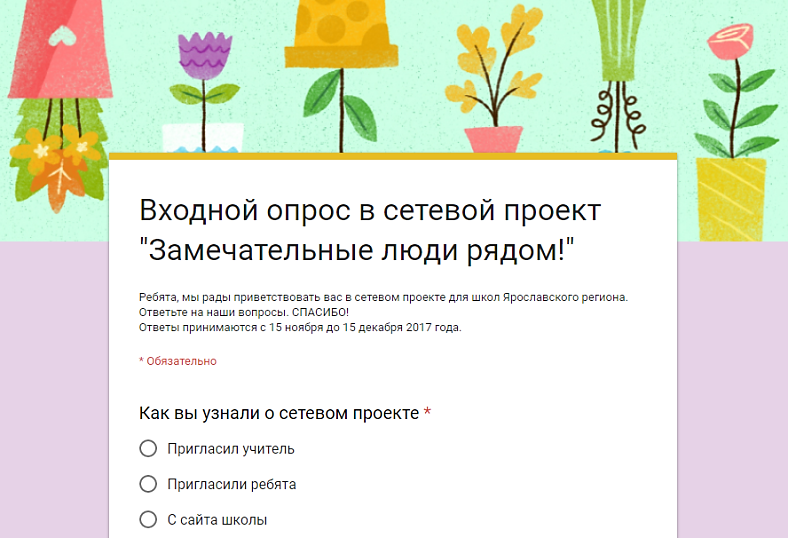 Входной опрос в сетевой проект
"Замечательные люди рядом!"
Ребята, мы рады приветствовать вас в сетевом проекте для школ Ярославского региона.
Ответьте на наши вопросы. СПАСИБО!
Ответы принимаются с 15 ноября до 15 декабря 2017 года.
* Обязательно
Как вы узнали о сетевом проекте *
Пригласил учитель
Пригласили ребята
С сайта школы